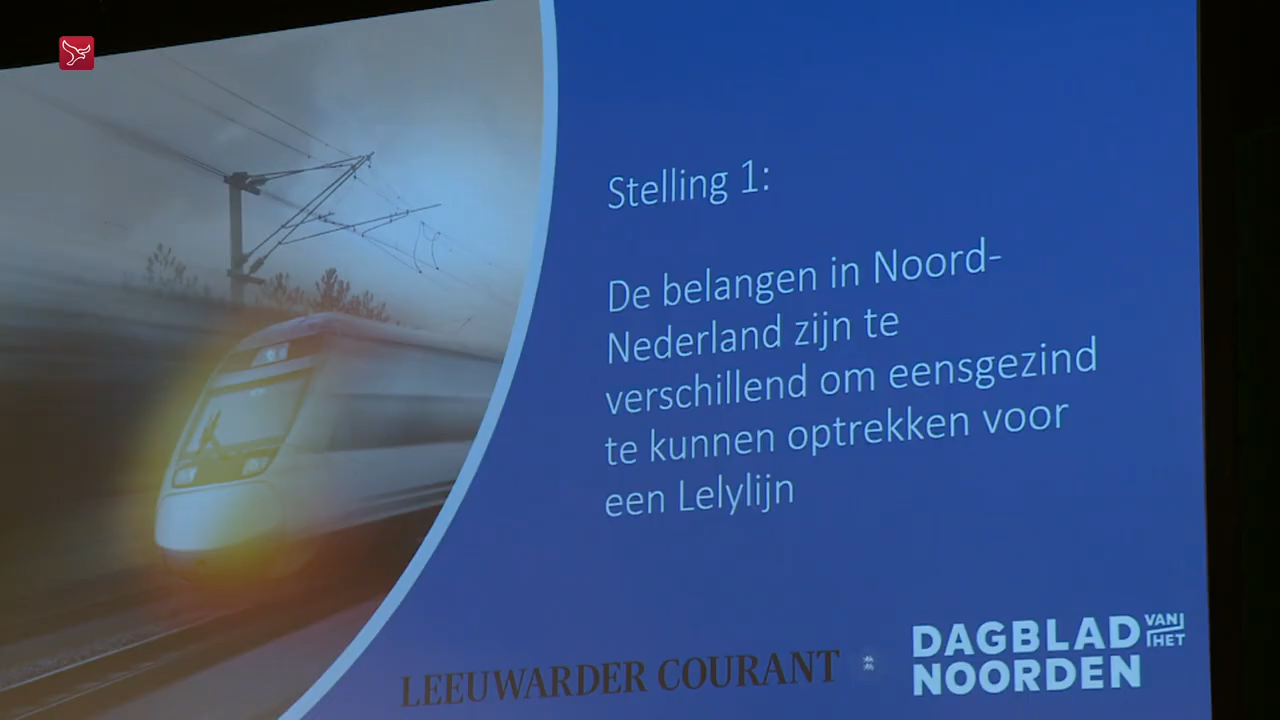 Stelling 1:
De belangen in Noord-
Nederland zijn te
verschillend om eensgezind
te kunnen optrekken voor
een Lelylijn
LEEUWARDER COURANT
DAGBLAD VAN HET
NOORDEN